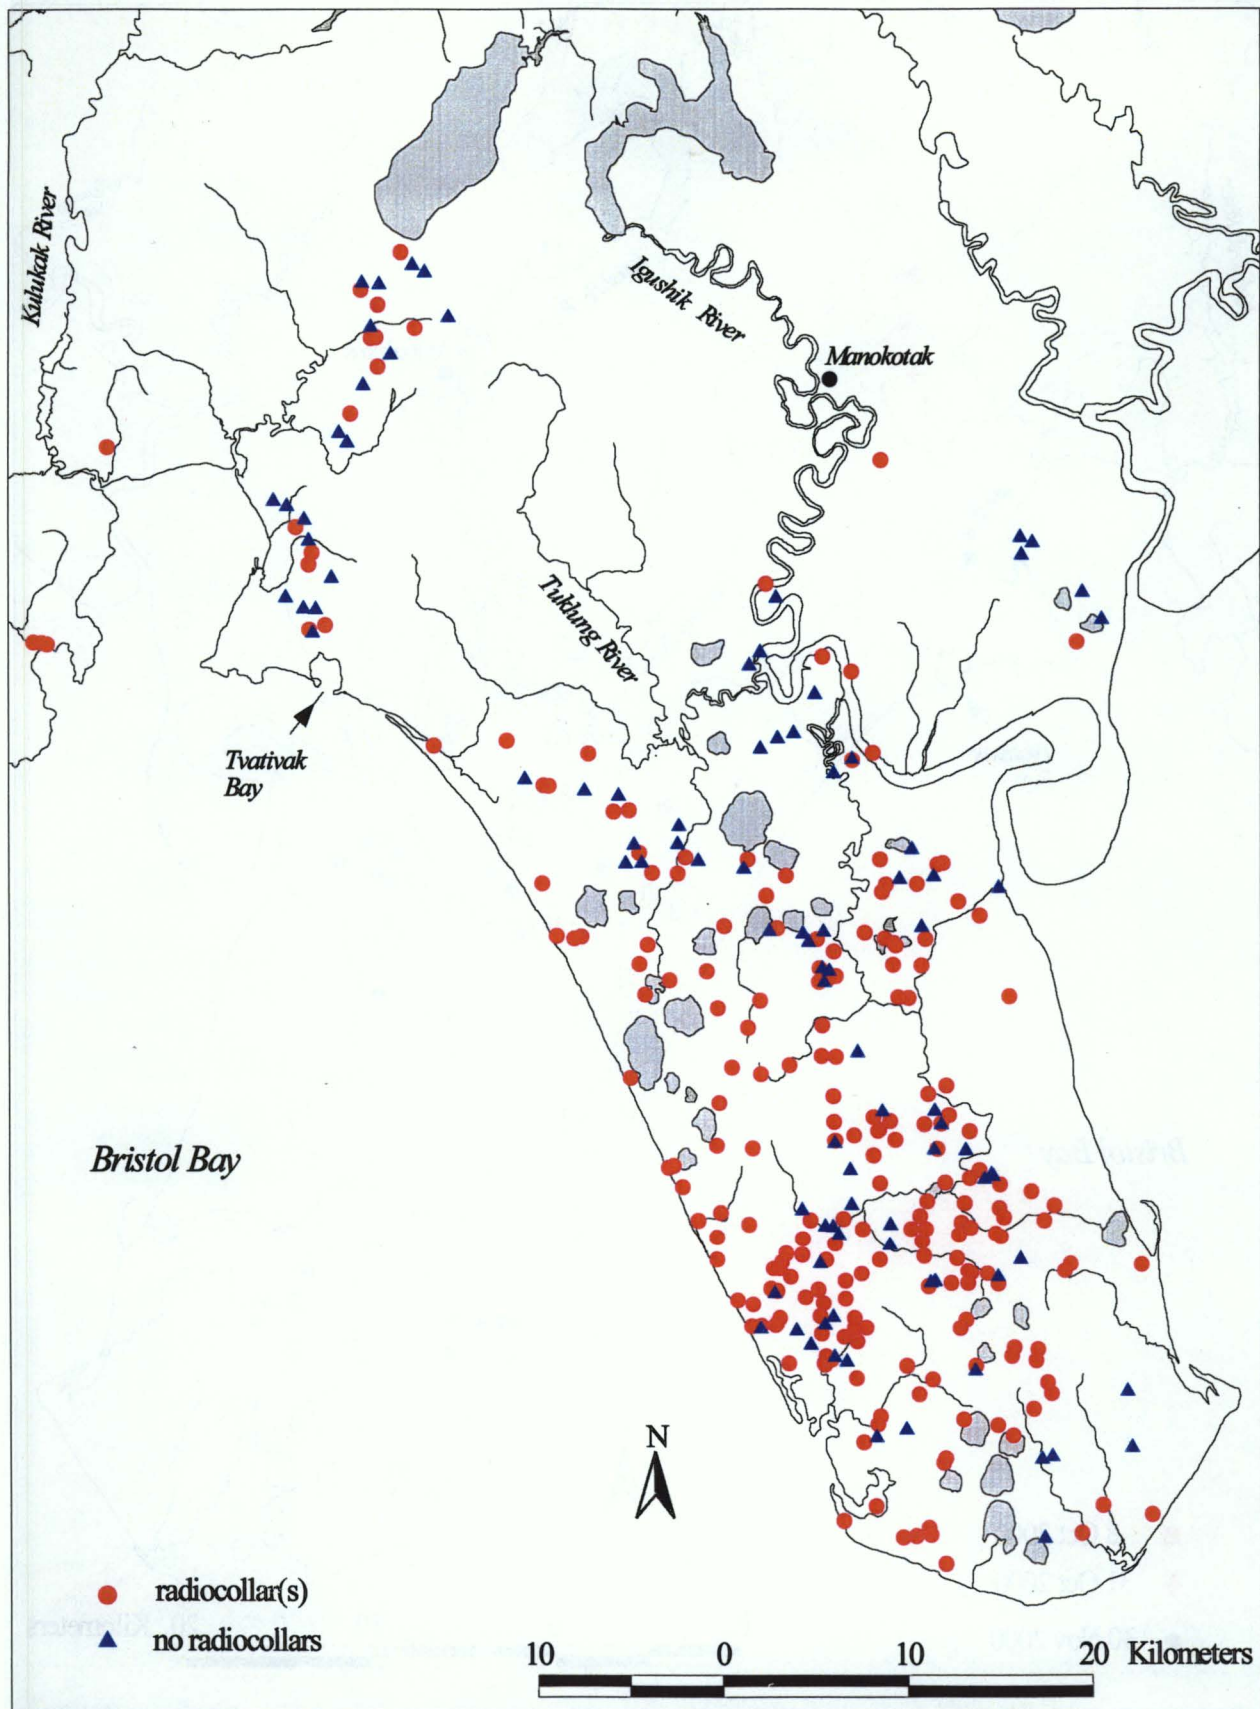 Kulukak River
Igushik River
Manokotak
Tuklung River
Tvativak
Bay
Bristol Bay
N
radiocollar(s)
no radiocollars
10 0 10 20 Kilometers